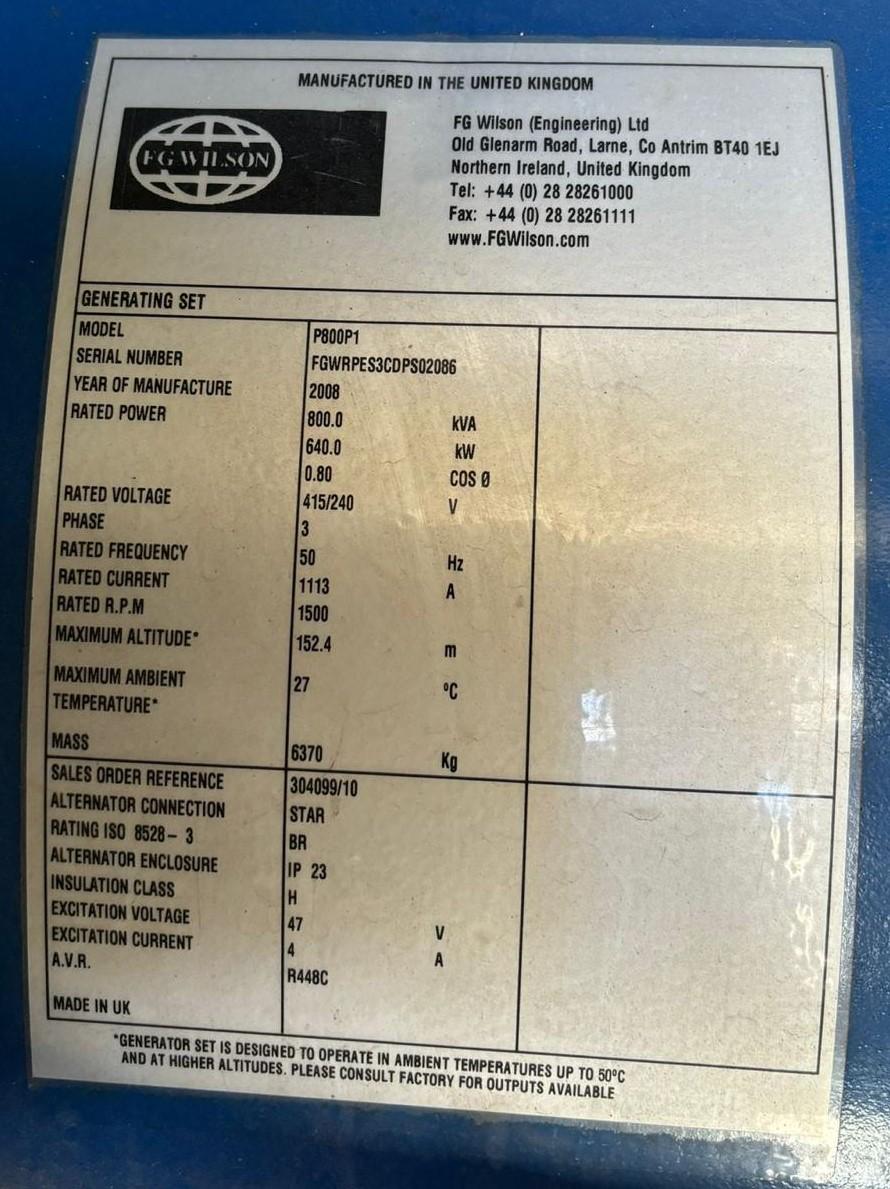 MANUFACTURED IN THE UNITED KINGDOM
FG WILSON
FG Wilson (Engineering) Ltd
Old Glenarm Road, Larne, Co Antrim BT40 1EJ
Northern Ireland, United Kingdom
Tel: +44 (0) 28 28261000
Fax: +44 (0) 28 28261111
www.FGWilson.com
GENERATING SET
MODEL P800P1
SERIAL NUMBER FGWRPES3CDPS02086
YEAR OF MANUFACTURE 2008
RATED POWER 800.0 kVA
640.0 kW
0.80 COS Ø
RATED VOLTAGE 415/240 V
PHASE 3
RATED FREQUENCY 50 Hz
RATED CURRENT 1113 A
RATED R.P.M 1500
MAXIMUM ALTITUDE* 152.4 m
MAXIMUM AMBIENT 27 ºC
TEMPERATURE*
MASS 6370 Kg
SALES ORDER REFERENCE 304099/10
ALTERNATOR CONNECTION STAR
RATING ISO 8528- 3 BR
ALTERNATOR ENCLOSURE IP 23
INSULATION CLASS H
EXCITATION VOLTAGE 47 V
EXCITATION CURRENT 4 A
A.V.R. R448C
MADE IN UK
*GENERATOR SET IS DESIGNED TO OPERATE IN AMBIENT TEMPERATURES UP TO 50ºC
AND AT HIGHER ALTITUDES. PLEASE CONSULT FACTORY FOR OUTPUTS AVAILABLE